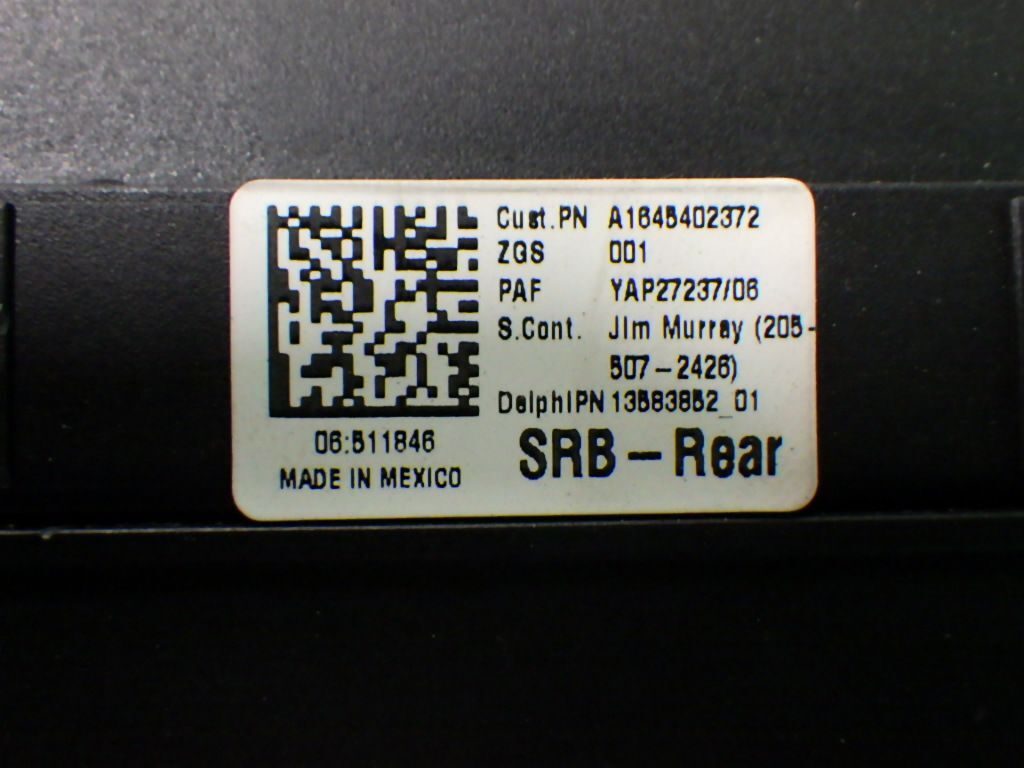 Cust.PN A1645402372
ZGS 001
PAF YAP27237/06
S.Cont. Jim Murray (205-
507-2426)
DelphiPN 13583852_01
SRB-Rear
06:511846
MADE IN MEXICO